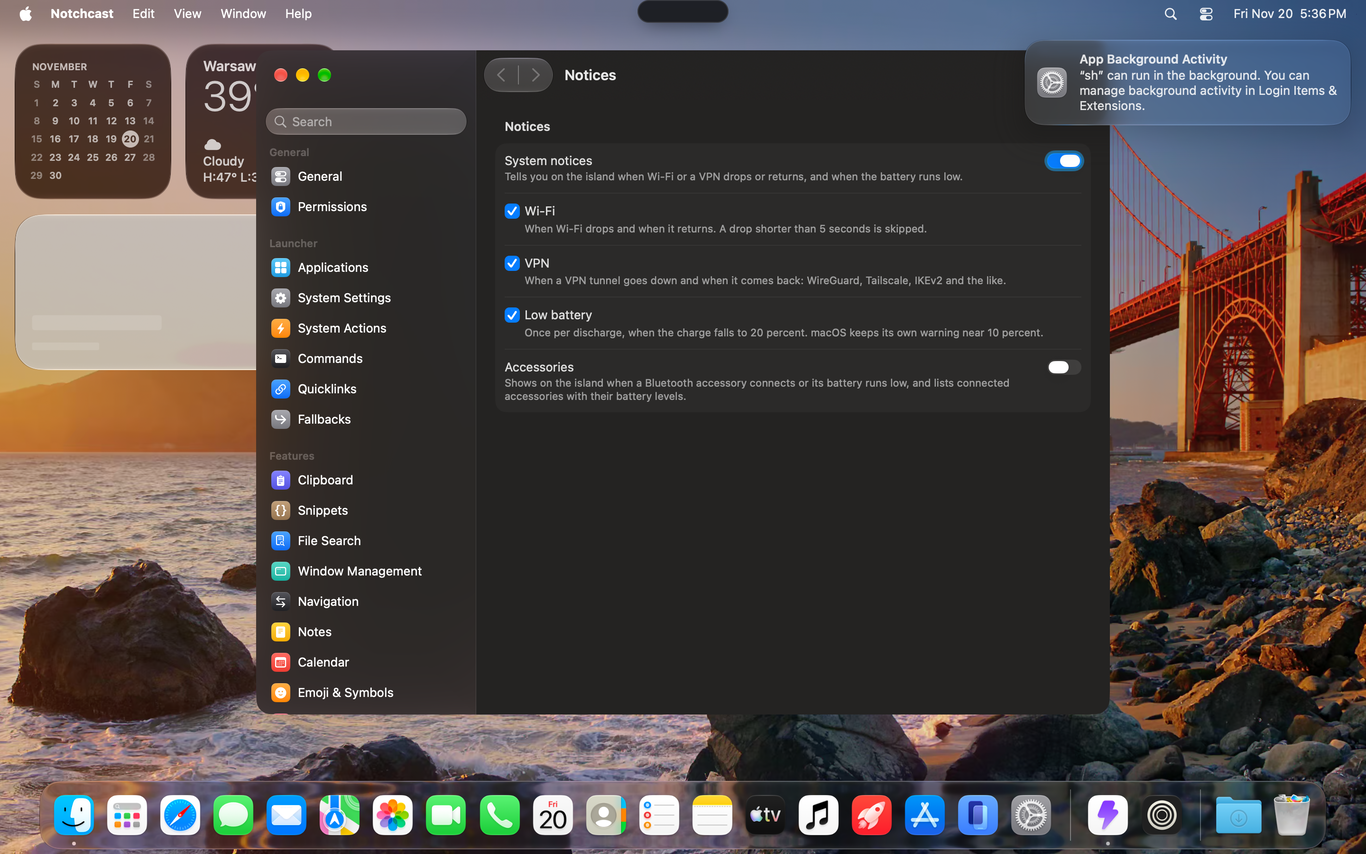 Notchcast Edit View Window Help
Fri Nov 20 5:36 PM
NOVEMBER
S M T W T F S
1 2 3 4 5 6 7
8 9 10 11 12 13 14
15 16 17 18 19 20 21
22 23 24 25 26 27 28
29 30
Warsaw
39°
Cloudy
H:47° L:3
Search
General
General
Permissions
Launcher
Applications
System Settings
System Actions
Commands
Quicklinks
Fallbacks
Features
Clipboard
Snippets
File Search
Window Management
Navigation
Notes
Calendar
Emoji & Symbols
Notices
Notices
System notices
Tells you on the island when Wi-Fi or a VPN drops or returns, and when the battery runs low.
Wi-Fi
When Wi-Fi drops and when it returns. A drop shorter than 5 seconds is skipped.
VPN
When a VPN tunnel goes down and when it comes back: WireGuard, Tailscale, IKEv2 and the like.
Low battery
Once per discharge, when the charge falls to 20 percent. macOS keeps its own warning near 10 percent.
Accessories
Shows on the island when a Bluetooth accessory connects or its battery runs low, and lists connected
accessories with their battery levels.
App Background Activity
“sh” can run in the background. You can
manage background activity in Login Items &
Extensions.
Fri
20
tv